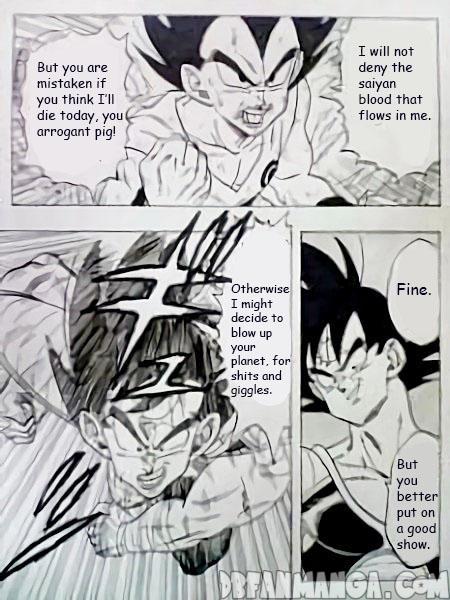 I will not
deny the
saiyan
blood that
flows in me.
But you are
mistaken if
you think I'll
die today, you
arrogant pig!
Fine.
But
you
better
put on
a good
show.
Otherwise
I might
decide to
blow up
your
planet, for
shits and
giggles.
DBFANMANGA.COM